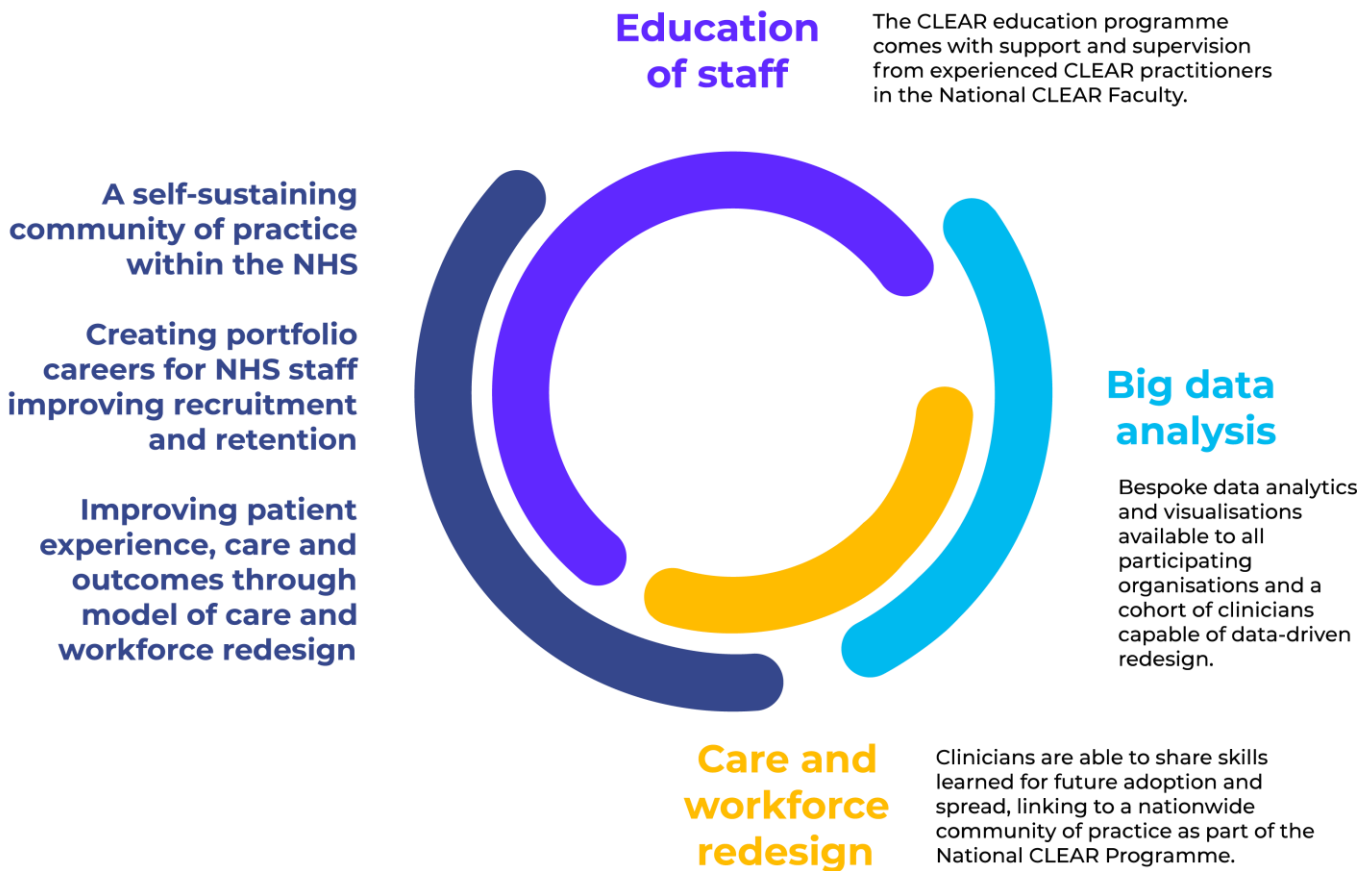 Education
of staff
The CLEAR education programme
comes with support and supervision
from experienced CLEAR practitioners
in the National CLEAR Faculty.
A self-sustaining
community of practice
within the NHS
Creating portfolio
careers for NHS staff
improving recruitment
and retention
Improving patient
experience, care and
outcomes through
model of care and
workforce redesign
Big data
analysis
Bespoke data analytics
and visualisations
available to all
participating
organisations and a
cohort of clinicians
capable of data-driven
redesign.
Care and
workforce
redesign
Clinicians are able to share skills
learned for future adoption and
spread, linking to a nationwide
community of practice as part of the
National CLEAR Programme.